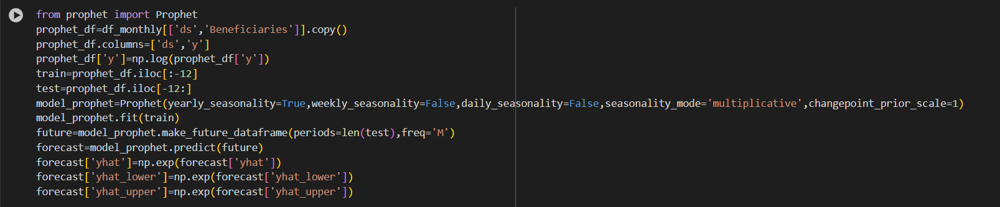 from prophet import Prophet
prophet_df=df_monthly[['ds','Beneficiaries']].copy()
prophet_df.columns=['ds','y']
prophet_df['y']=np.log(prophet_df['y'])
train=prophet_df.iloc[:-12]
test=prophet_df.iloc[-12:]
model_prophet=Prophet(yearly_seasonality=True,weekly_seasonality=False,daily_seasonality=False,seasonality_mode='multiplicative',changepoint_prior_scale=1)
model_prophet.fit(train)
future=model_prophet.make_future_dataframe(periods=len(test),freq='M')
forecast=model_prophet.predict(future)
forecast['yhat']=np.exp(forecast['yhat'])
forecast['yhat_lower']=np.exp(forecast['yhat_lower'])
forecast['yhat_upper']=np.exp(forecast['yhat_upper'])